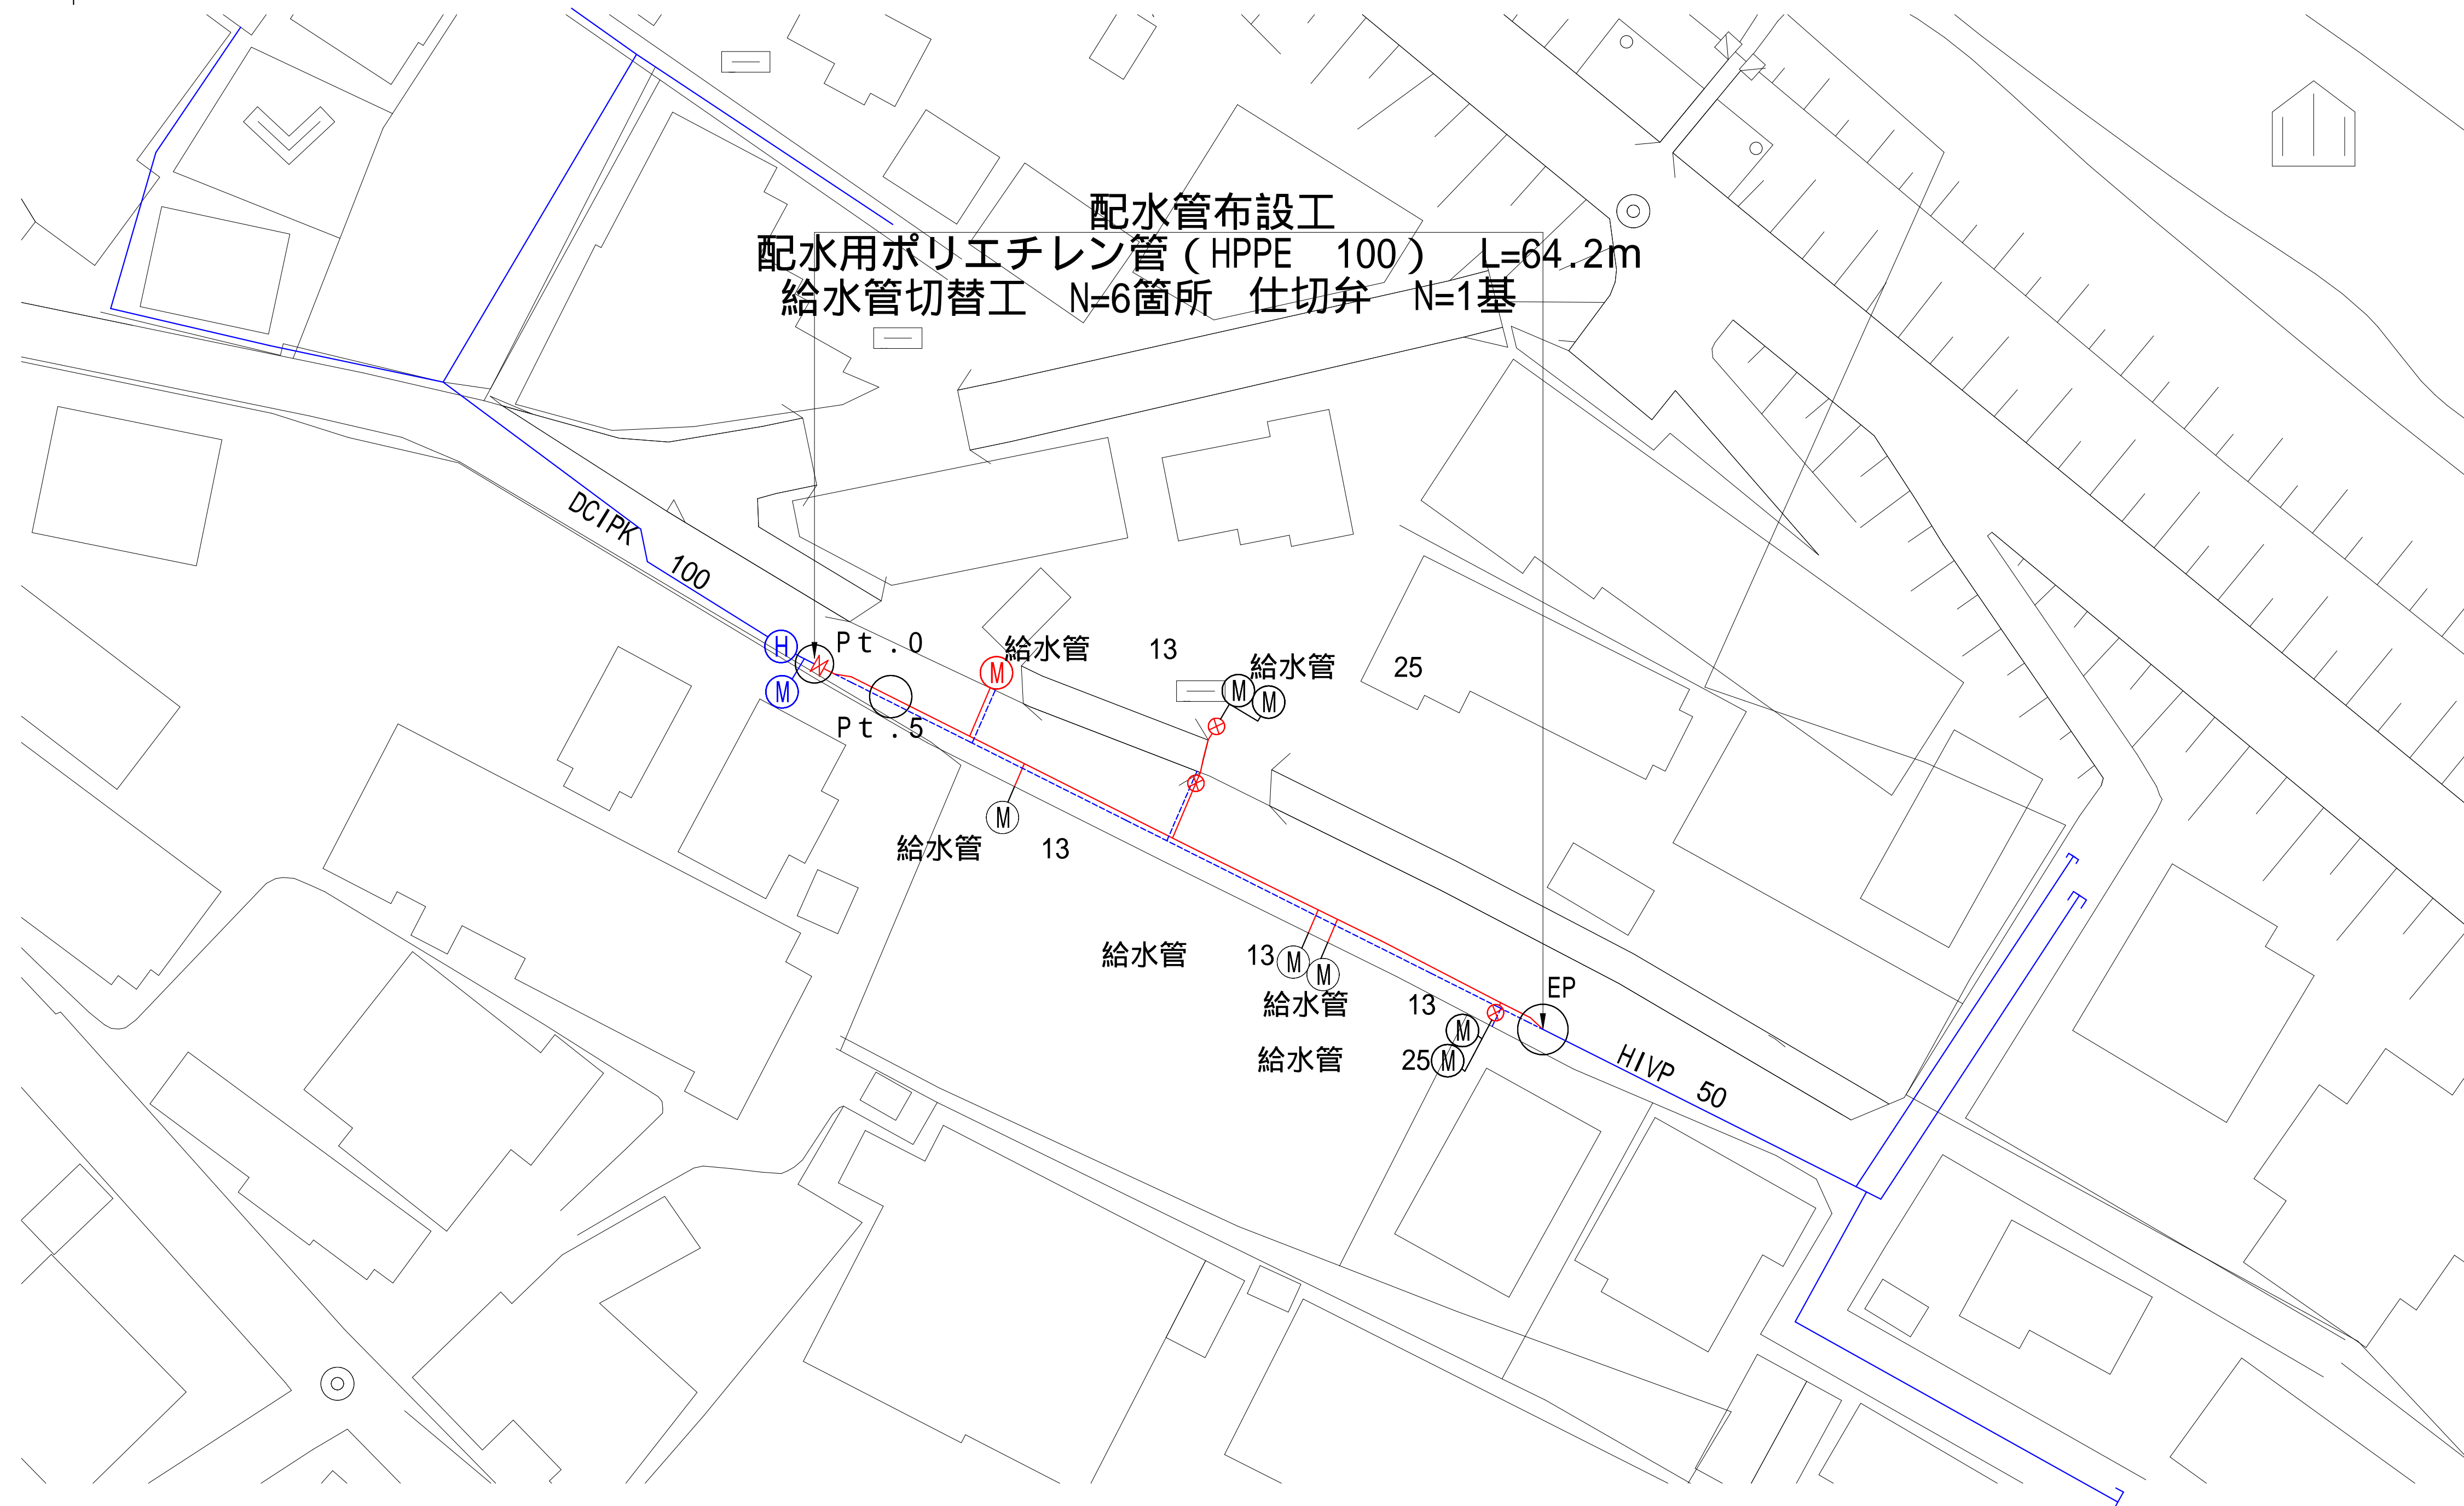 配水管布設工
配水用ポリエチレン管(HPPE 100) L=64.2m
給水管切替工 N=6箇所 仕切弁 N=1基
DCIPK 100
H
Pt.0
M
Pt.5
M
給水管 13
給水管 25
M
M
M
給水管 13
給水管 13
M
M
給水管 13
EP
M
給水管 25
M
HIVP 50